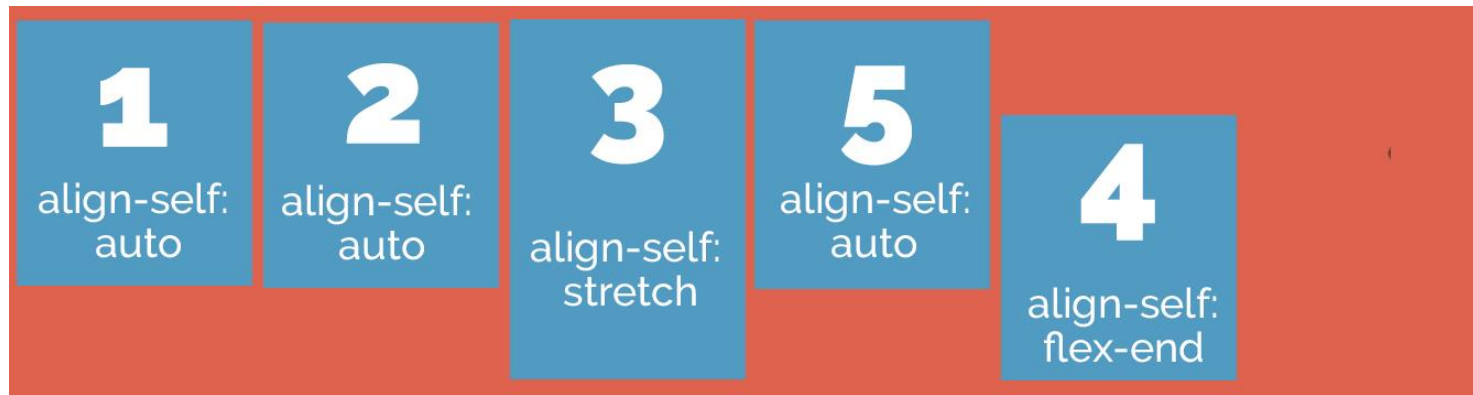 1
align-self:
auto
2
align-self:
auto
3
align-self:
stretch
5
align-self:
auto
4
align-self:
flex-end